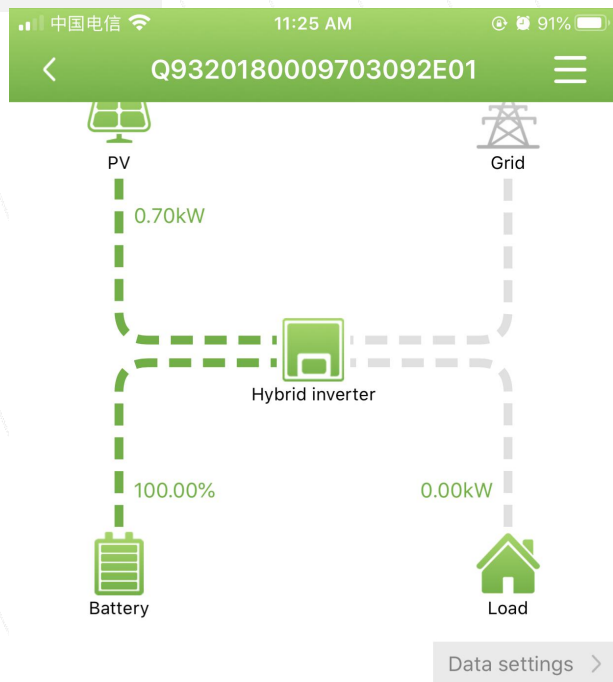 中国电信 11:25 AM 91%
Q9320180009703092E01
PV Grid
0.70kW
Hybrid inverter
100.00% 0.00kW
Battery Load
Data settings